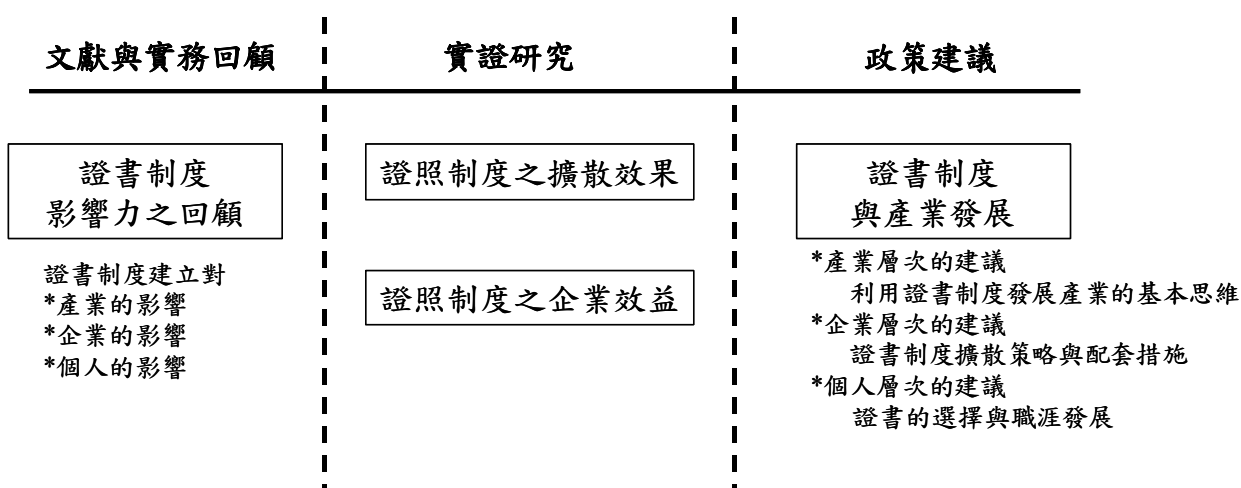 文獻與實務回顧
實證研究
政策建議
證書制度
影響力之回顧
證書制度建立對
*產業的影響
*企業的影響
*個人的影響
證照制度之擴散效果
證照制度之企業效益
證書制度
與產業發展
*產業層次的建議
利用證書制度發展產業的基本思維
*企業層次的建議
證書制度擴散策略與配套措施
*個人層次的建議
證書的選擇與職涯發展